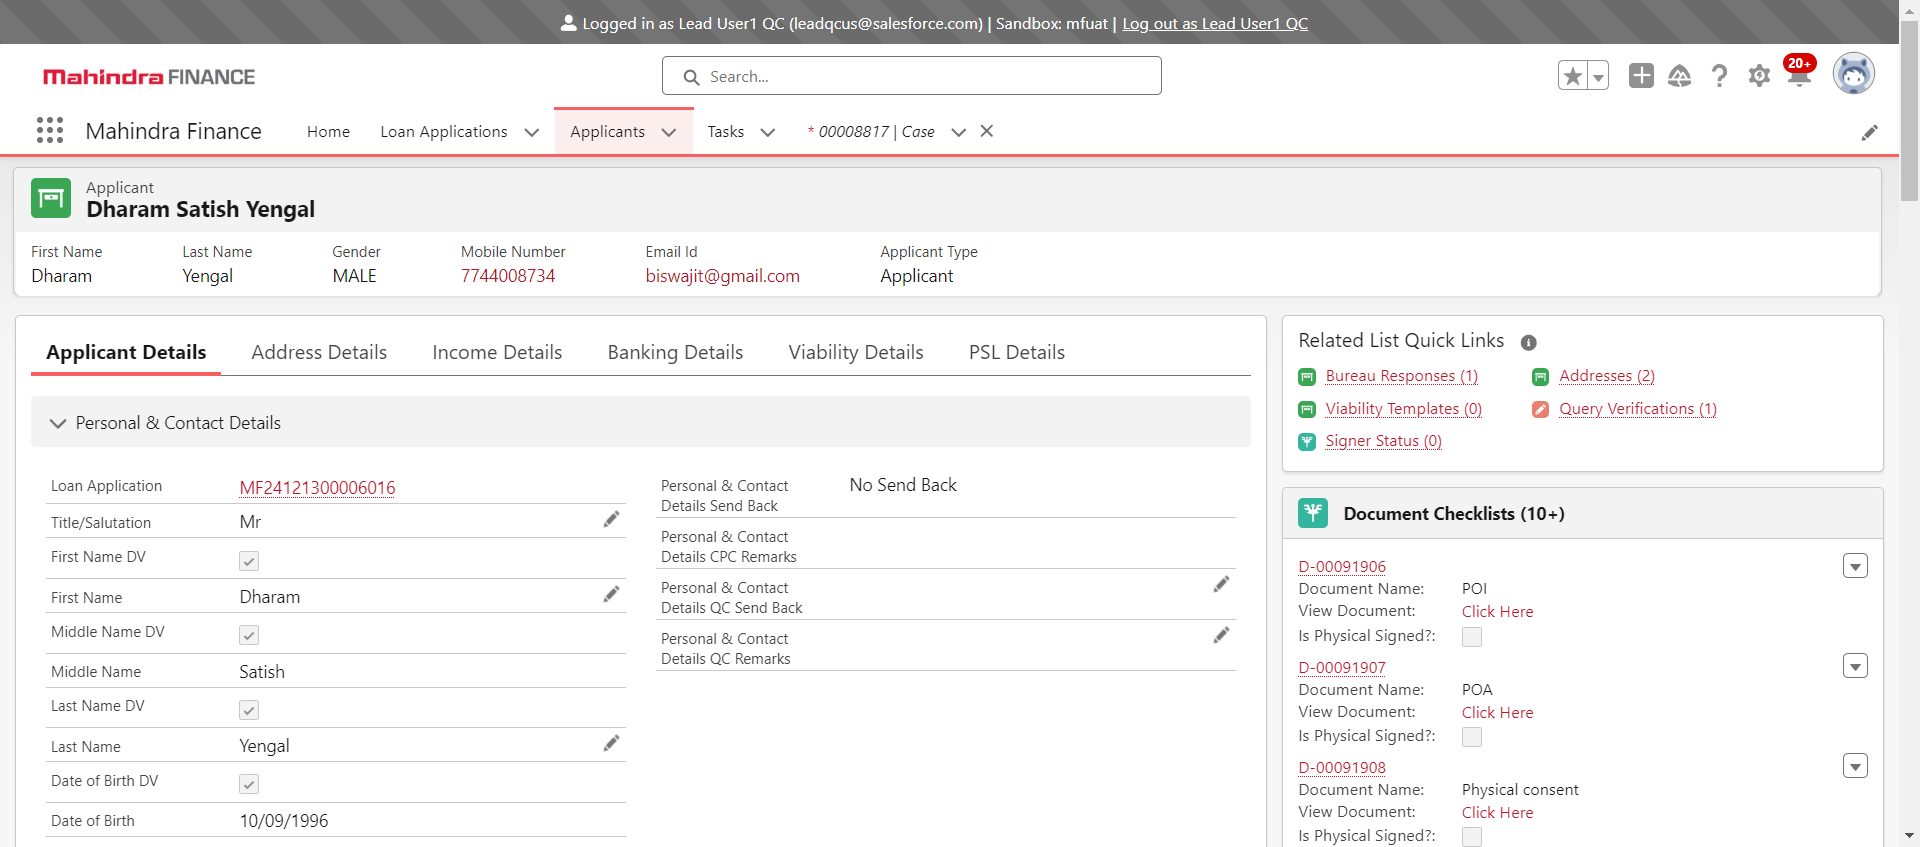 Logged in as Lead User1 QC (leadqcus@salesforce.com) | Sandbox: mfuat | Log out as Lead User1 QC
Mahindra FINANCE
Search...
20+
Mahindra Finance
Home
Loan Applications
Applicants
Tasks
* 00008817 | Case
Applicant
Dharam Satish Yengal
First Name
Last Name
Gender
Mobile Number
Email Id
Applicant Type
Dharam
Yengal
MALE
7744008734
biswajit@gmail.com
Applicant
Applicant Details
Address Details
Income Details
Banking Details
Viability Details
PSL Details
Personal & Contact Details
Loan Application
MF24121300006016
Title/Salutation
Mr
First Name DV
First Name
Dharam
Middle Name DV
Middle Name
Satish
Last Name DV
Last Name
Yengal
Date of Birth DV
Date of Birth
10/09/1996
Personal & Contact
Details Send Back
No Send Back
Personal & Contact
Details CPC Remarks
Personal & Contact
Details QC Send Back
Personal & Contact
Details QC Remarks
Related List Quick Links
Bureau Responses (1)
Addresses (2)
Viability Templates (0)
Query Verifications (1)
Signer Status (0)
Document Checklists (10+)
D-00091906
Document Name:
POI
View Document:
Click Here
Is Physical Signed?:
D-00091907
Document Name:
POA
View Document:
Click Here
Is Physical Signed?:
D-00091908
Document Name:
Physical consent
View Document:
Click Here
Is Physical Signed?: